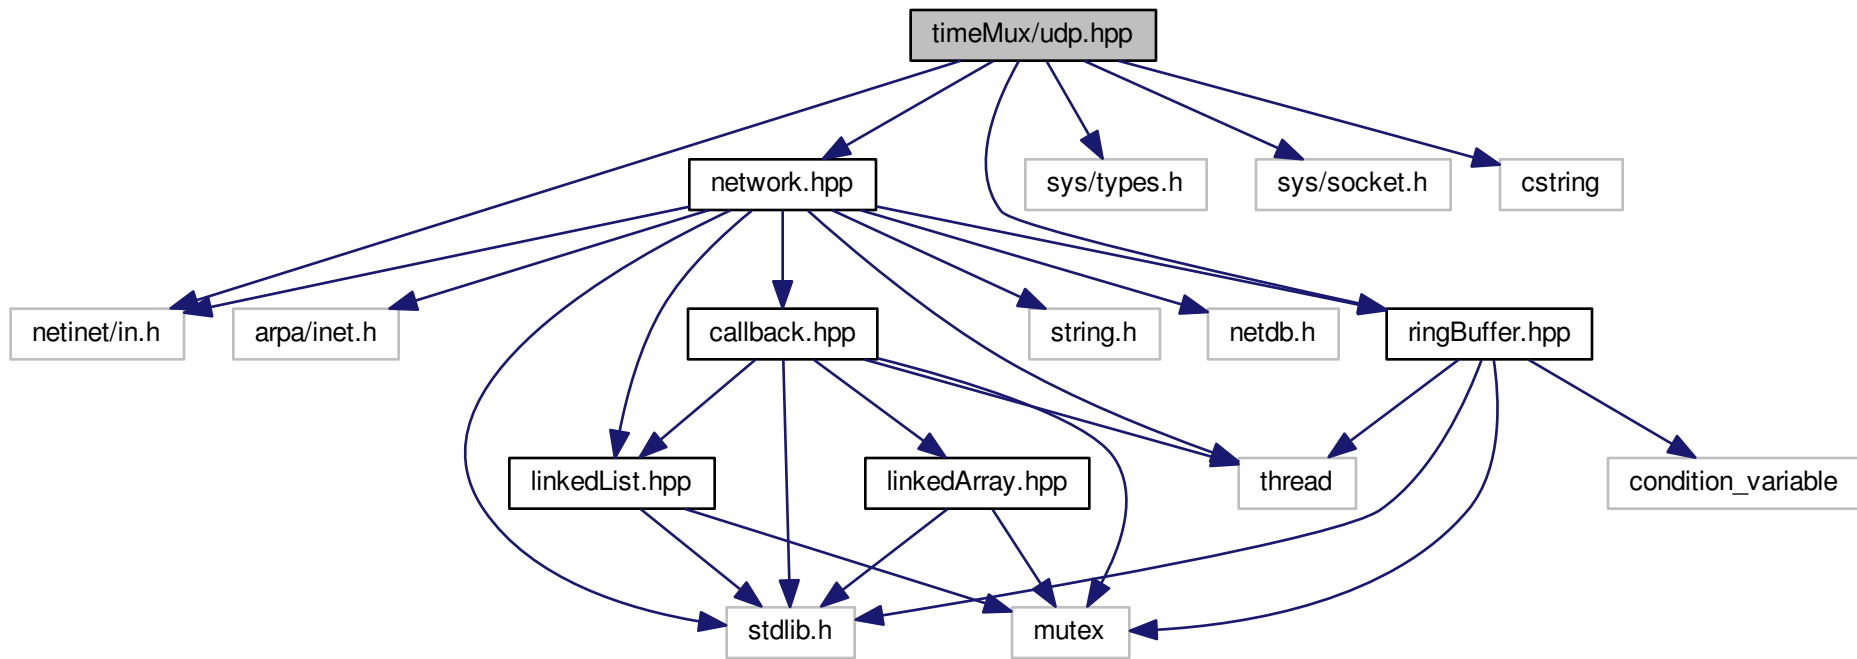 timeMux/udp.hpp
network.hpp
sys/types.h
sys/socket.h
cstring
netinet/in.h
arpa/inet.h
callback.hpp
string.h
netdb.h
ringBuffer.hpp
linkedList.hpp
linkedArray.hpp
thread
condition_variable
stdlib.h
mutex